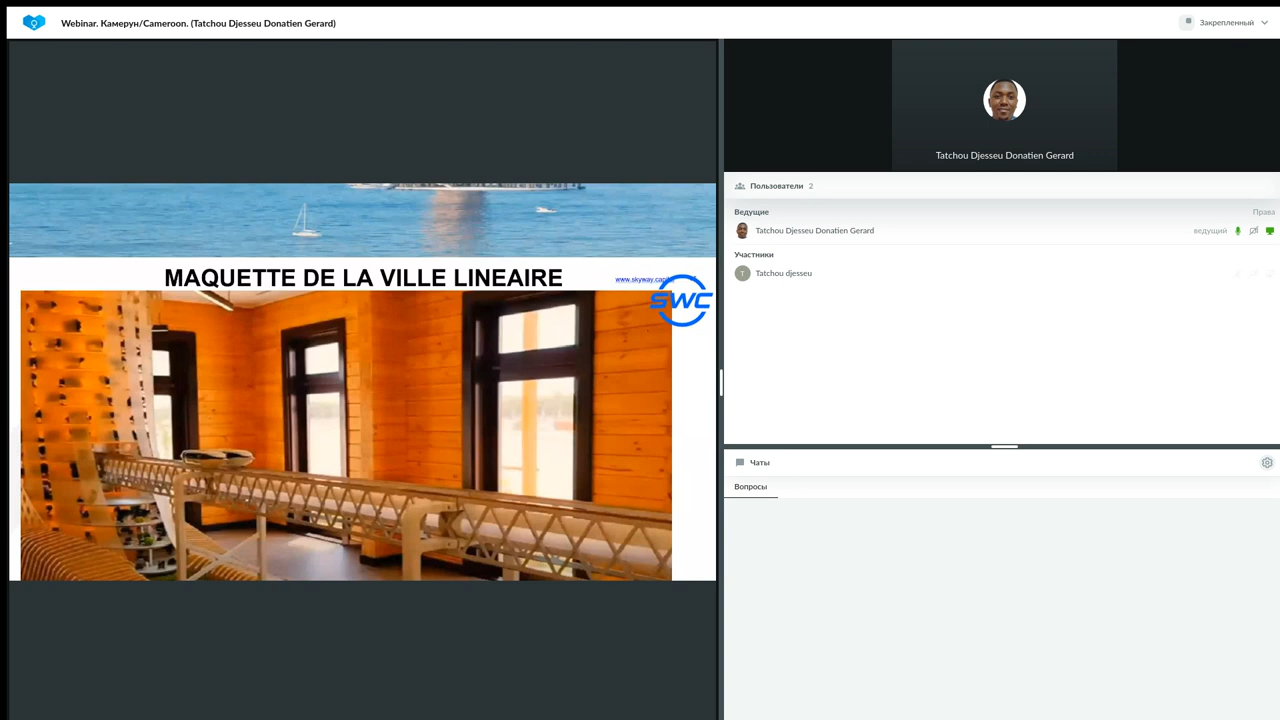 Webinar. Камерун/Cameroon. (Tatchou Djesseu Donatien Gerard)
Закрепленный
MAQUETTE DE LA VILLE LINEAIRE
SWC
Tatchou Djesseu Donatien Gerard
Пользователи 2
Ведущие Права
Tatchou Djesseu Donatien Gerard ведущий
Участники
T Tatchou djesseu
Чаты
Вопросы